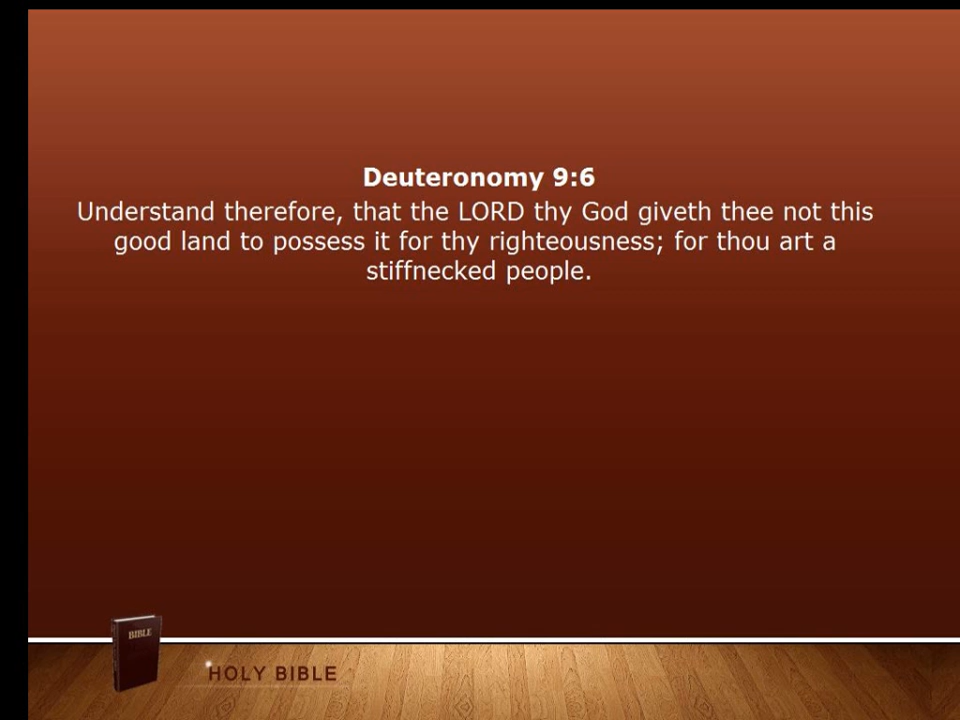 Deuteronomy 9:6
Understand therefore, that the LORD thy God giveth thee not this
good land to possess it for thy righteousness; for thou art a
stiffnecked people.
BIBLE
HOLY BIBLE